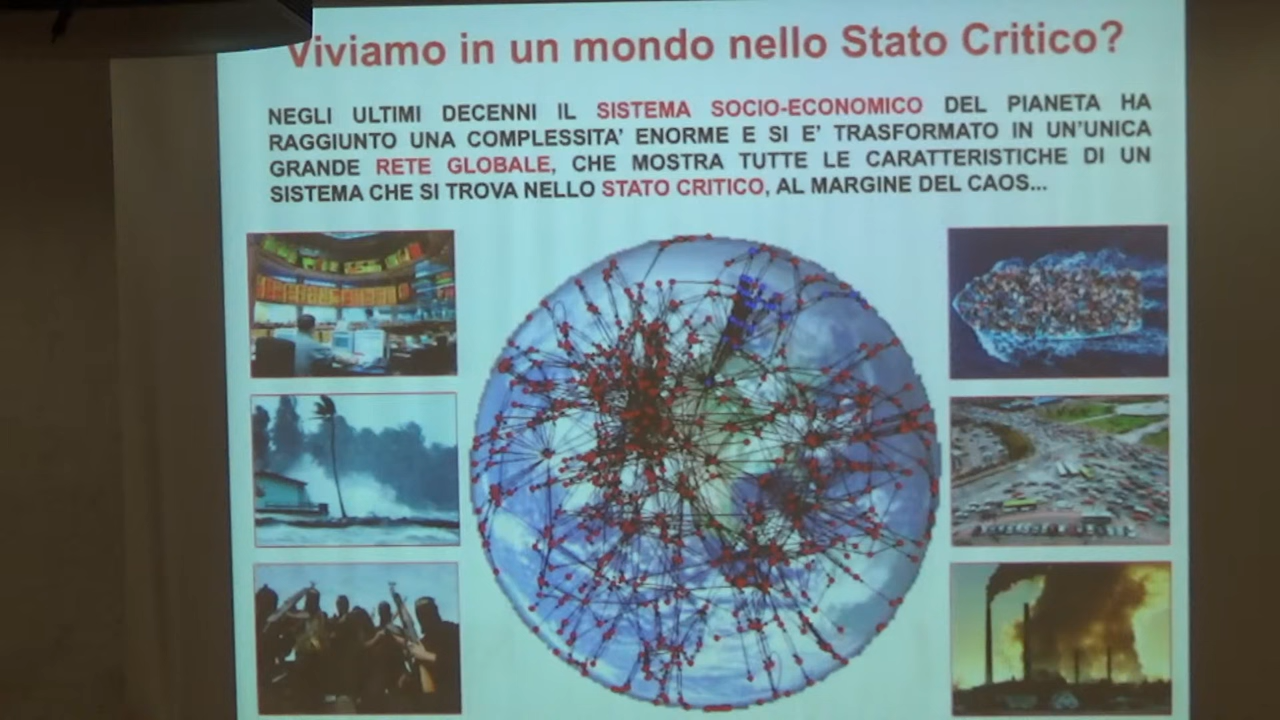 Viviamo in un mondo nello Stato Critico?
NEGLI ULTIMI DECENNI IL SISTEMA SOCIO-ECONOMICO DEL PIANETA HA
RAGGIUNTO UNA COMPLESSITA' ENORME E SI E' TRASFORMATO IN UN'UNICA
GRANDE RETE GLOBALE, CHE MOSTRA TUTTE LE CARATTERISTICHE DI UN
SISTEMA CHE SI TROVA NELLO STATO CRITICO, AL MARGINE DEL CAOS...